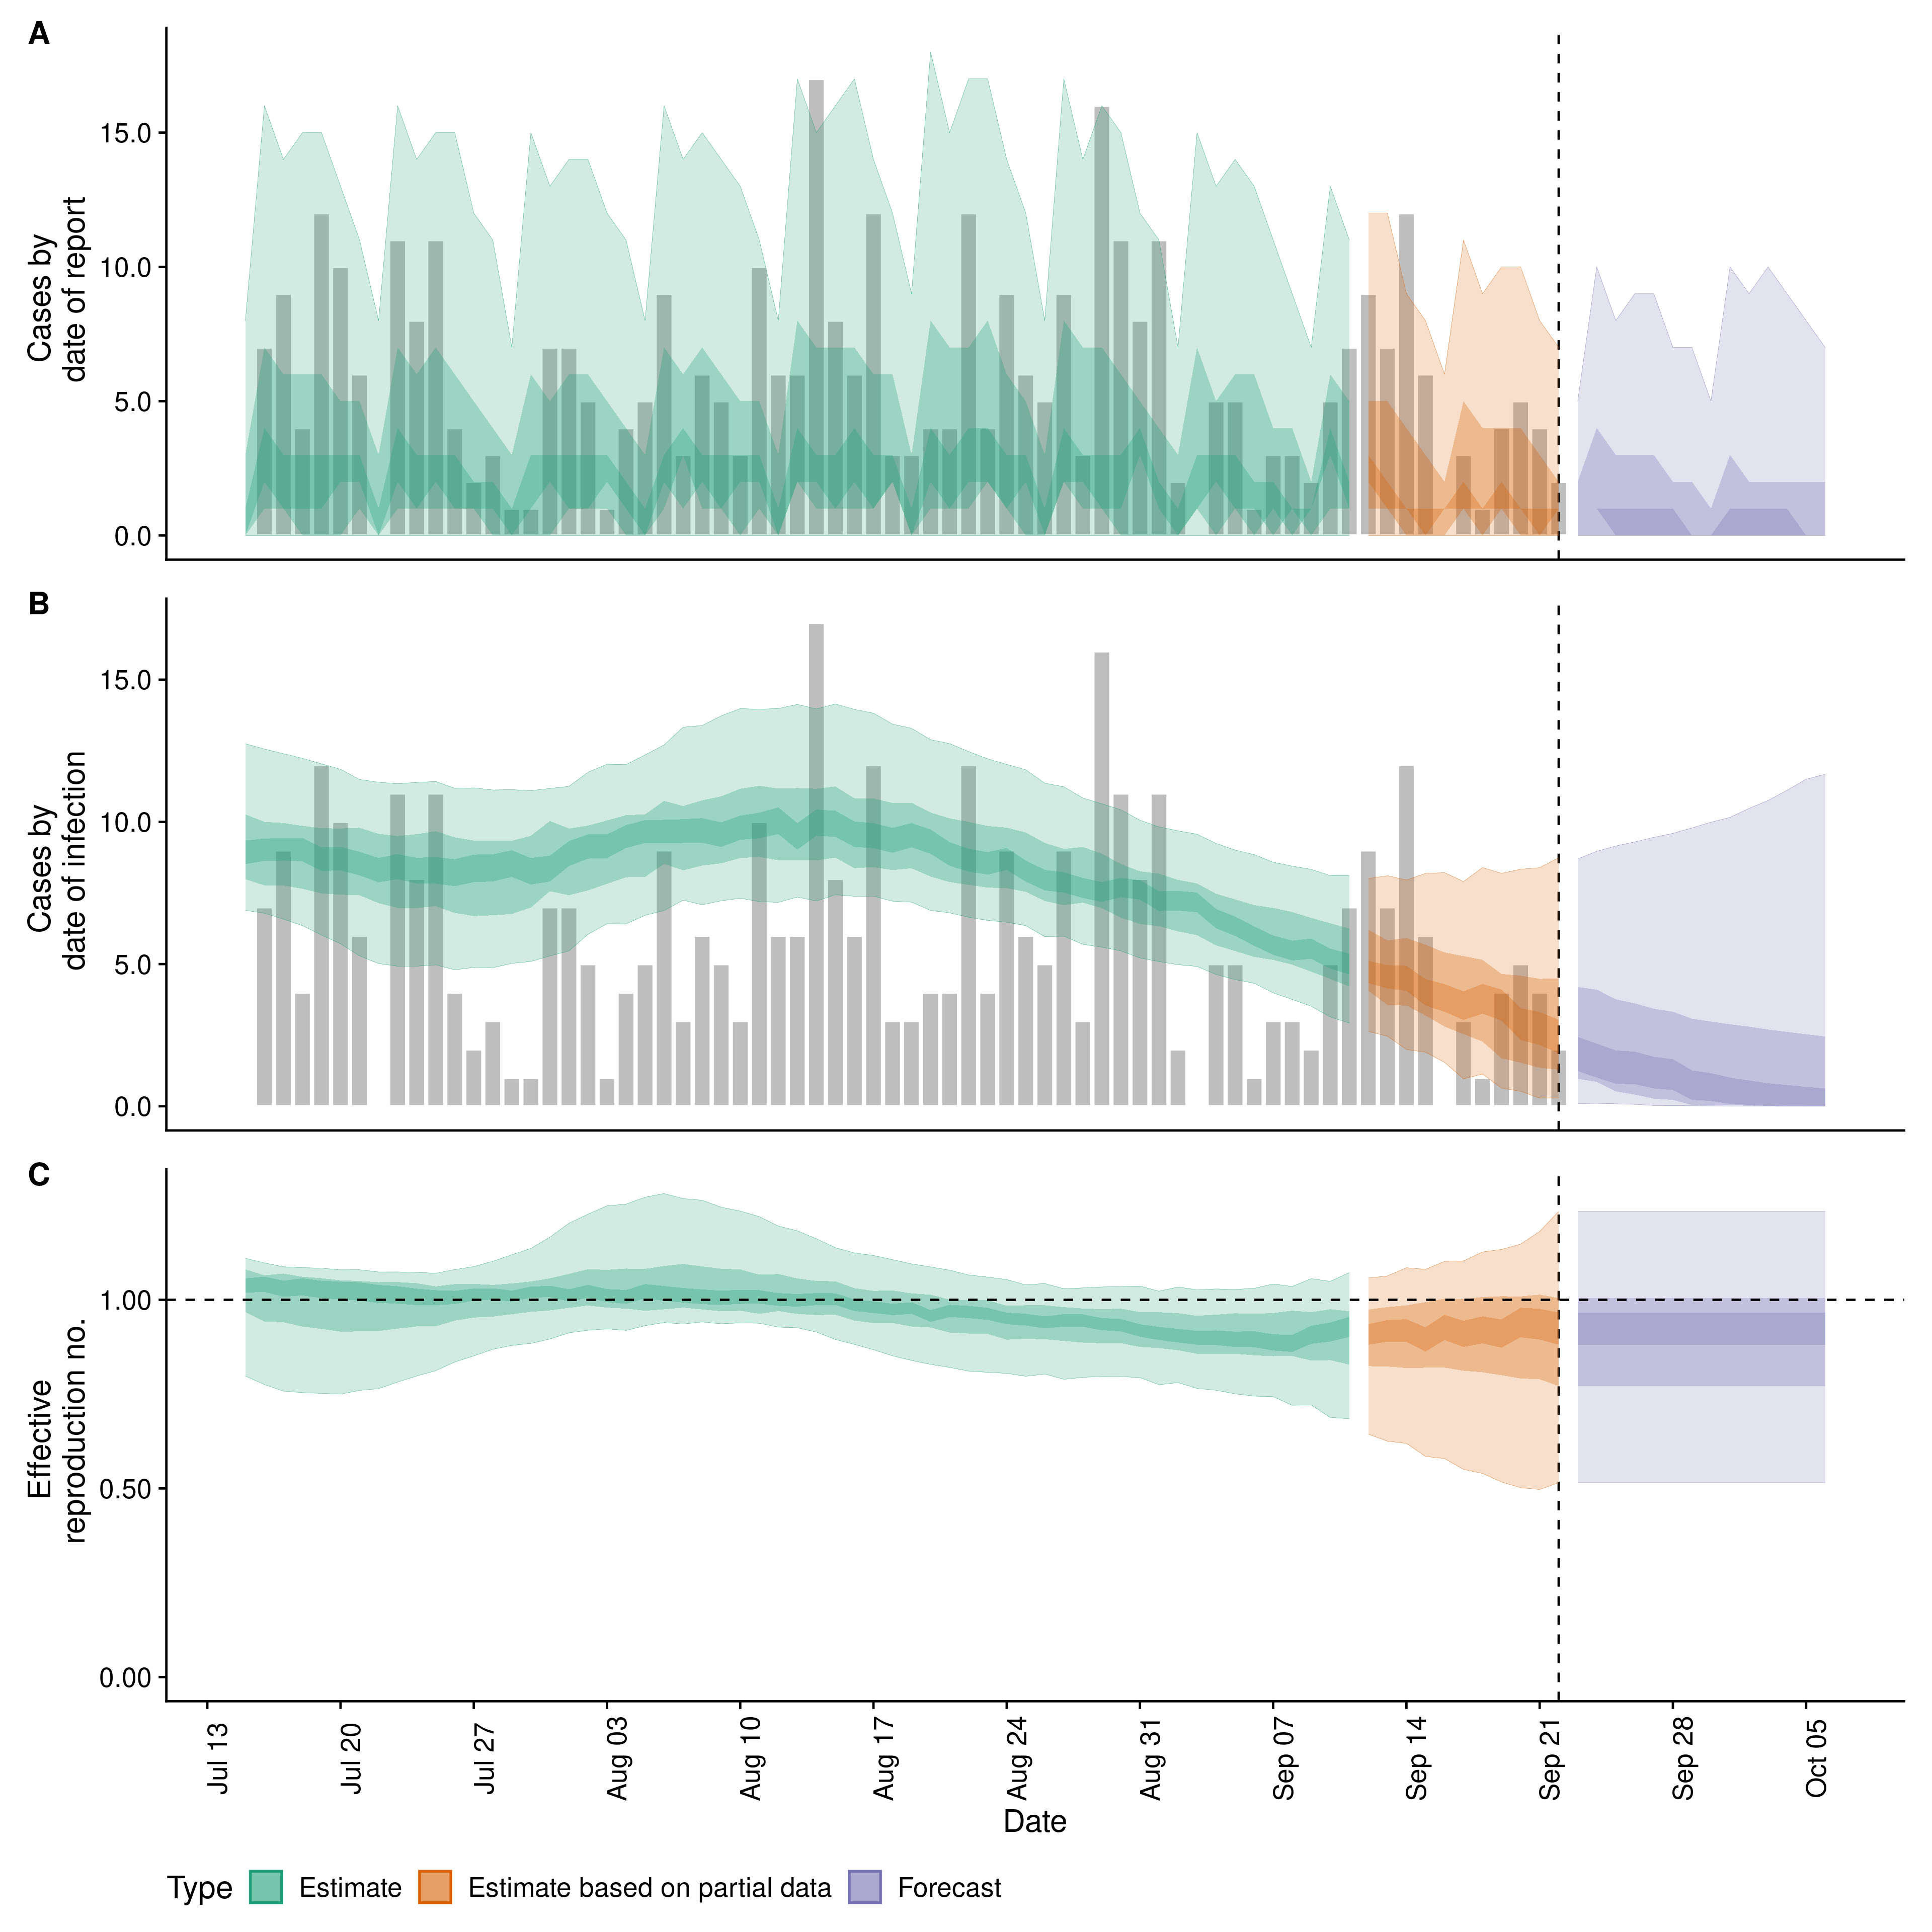 A
Cases by
date of report
15.0
10.0
5.0
0.0
B
Cases by
date of infection
15.0
10.0
5.0
0.0
C
Effective
reproduction no.
1.00
0.50
0.00
Jul 13
Jul 20
Jul 27
Aug 03
Aug 10
Aug 17
Aug 24
Aug 31
Sep 07
Sep 14
Sep 21
Sep 28
Oct 05
Date
Type Estimate Estimate based on partial data Forecast